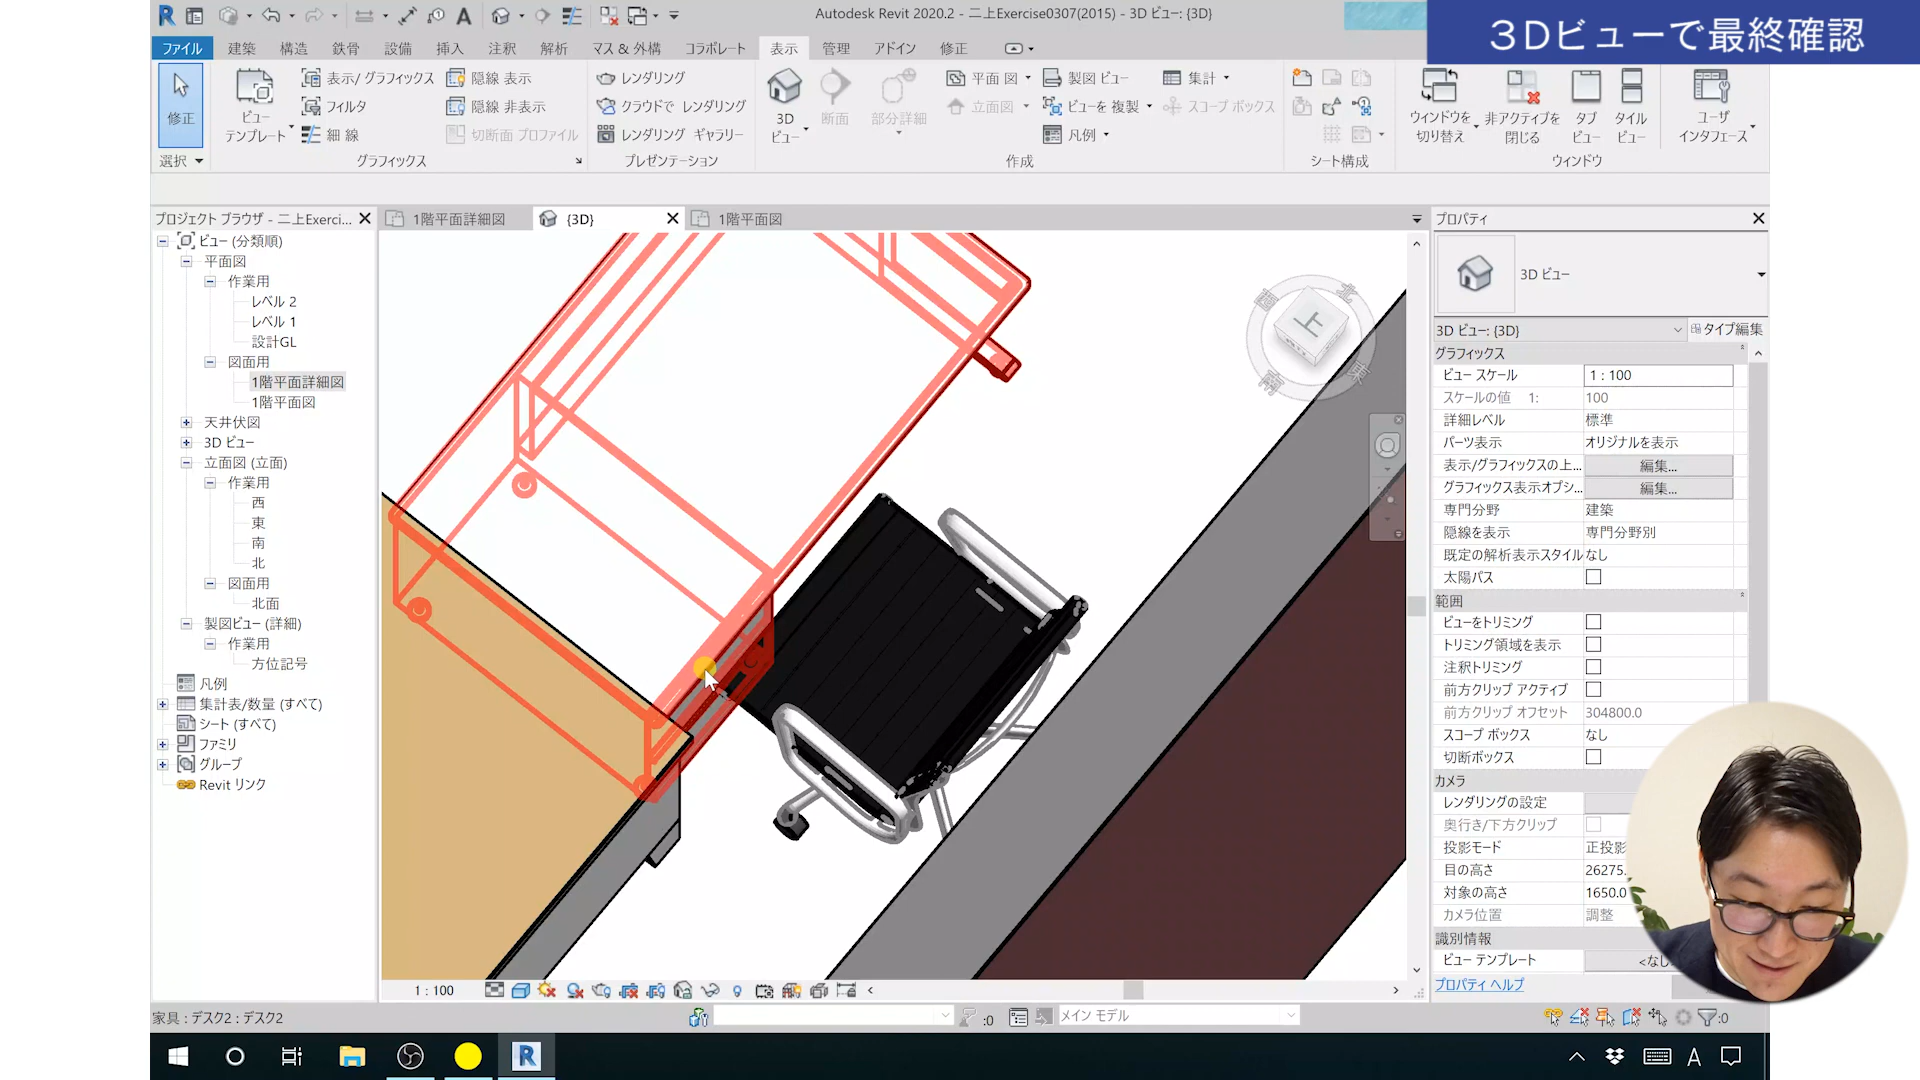 Autodesk Revit 2020.2 - 二上Exercise0307(2015) - 3D ビュー: {3D}
3Dビューで最終確認
ファイル 建築 構造 鉄骨 設備 挿入 注釈 解析 マス & 外構 コラボレート 表示 管理 アドイン 修正
修正
選択
ビュー
テンプレート
表示/ グラフィックス
フィルタ
細 線
隠線 表示
隠線 非表示
切断面 プロファイル
グラフィックス
レンダリング
クラウドで レンダリング
レンダリング ギャラリー
プレゼンテーション
3D
ビュー
断面
部分詳細
平面 図
立面図
製図 ビュー
ビューを 複製
凡例
集計
スコープ ボックス
作成
シート構成
ウィンドウを
切り替え
非アクティブを
閉じる
タブ
ビュー
タイル
ビュー
ウィンドウ
ユーザ
インタフェース
プロジェクト ブラウザ - 二上Exerci...
1階平面詳細図
{3D}
1階平面図
プロパティ
ビュー (分類順)
平面図
作業用
レベル 2
レベル 1
設計GL
図面用
1階平面詳細図
1階平面図
天井伏図
3D ビュー
立面図 (立面)
作業用
西
東
南
北
図面用
北面
製図ビュー (詳細)
作業用
方位記号
凡例
集計表/数量 (すべて)
シート (すべて)
ファミリ
グループ
Revit リンク
上
北
東
南
西
3D ビュー
3D ビュー: {3D}
タイプ編集
グラフィックス
ビュー スケール 1 : 100
スケールの値 1: 100
詳細レベル 標準
パーツ表示 オリジナルを表示
表示/グラフィックスの上... 編集...
グラフィックス表示オプシ... 編集...
専門分野 建築
隠線を表示 専門分野別
既定の解析表示スタイル なし
太陽パス
範囲
ビューをトリミング
トリミング領域を表示
注釈トリミング
前方クリップ アクティブ
前方クリップ オフセット 304800.0
スコープ ボックス なし
切断ボックス
カメラ
レンダリングの設定
奥行き/下方クリップ
投影モード 正投影
目の高さ 26275.
対象の高さ 1650.0
カメラ位置 調整
識別情報
ビュー テンプレート <なし
プロパティ ヘルプ
1 : 100
家具 : デスク2 : デスク2
:0
メイン モデル
:0
A